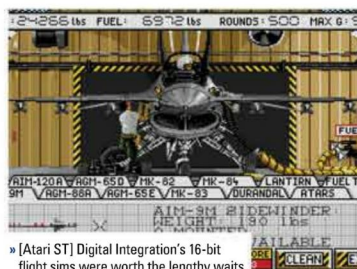 :24266 lbs FUEL: 6972 lbs ROUNDS: 500 MAX G: 9
AIM-120A AGM-65D MK-82 MK-84 LANTIRN FUEL T
9M AGM-88A AGM-65E MK-83 DURANDAL ATARS
AIM-9M SIDEWINDER
WEIGHT: 190 lbs
MOUNTED
AILABLE
CLEAN
» [Atari ST] Digital Integration's 16-bit
flight sims were worth the lengthy waits